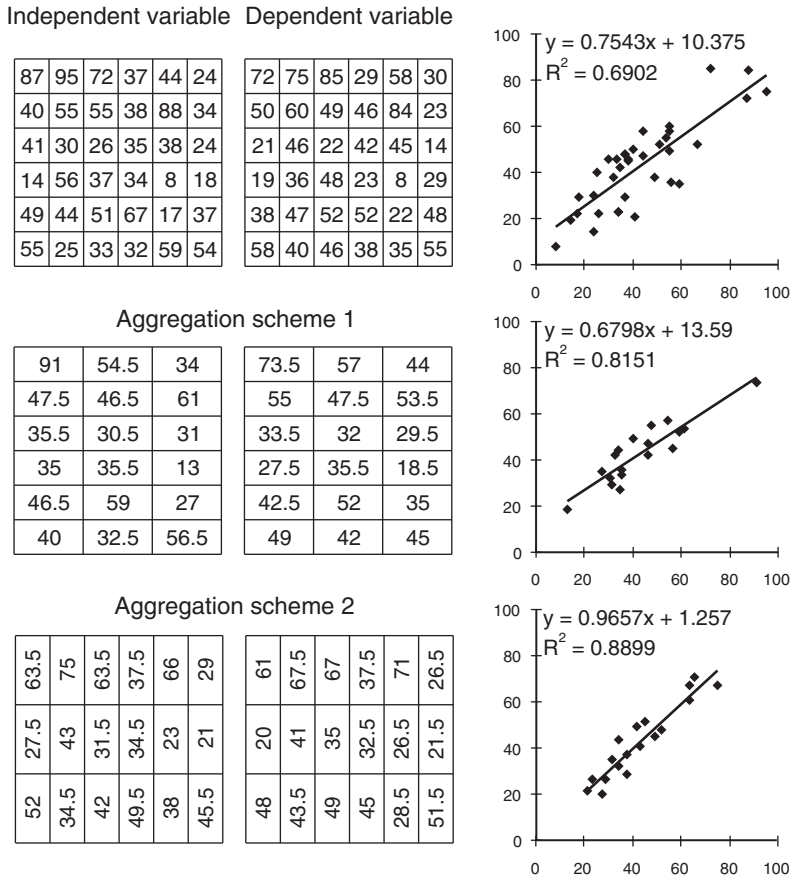 Independent variable Dependent variable
87 95 72 37 44 24
40 55 55 38 88 34
41 30 26 35 38 24
14 56 37 34 8 18
49 44 51 67 17 37
55 25 33 32 59 54
72 75 85 29 58 30
50 60 49 46 84 23
21 46 22 42 45 14
19 36 48 23 8 29
38 47 52 52 22 48
58 40 46 38 35 55
y = 0.7543x + 10.375
R² = 0.6902
100
80
60
40
20
0
0 20 40 60 80 100
Aggregation scheme 1
91 54.5 34
47.5 46.5 61
35.5 30.5 31
35 35.5 13
46.5 59 27
40 32.5 56.5
73.5 57 44
55 47.5 53.5
33.5 32 29.5
27.5 35.5 18.5
42.5 52 35
49 42 45
y = 0.6798x + 13.59
R² = 0.8151
100
80
60
40
20
0
0 20 40 60 80 100
Aggregation scheme 2
63.5 75 63.5 37.5 66 29
27.5 43 31.5 34.5 23 21
52 34.5 42 49.5 38 45.5
61 67.5 67 37.5 71 26.5
20 41 35 32.5 26.5 21.5
48 43.5 49 45 28.5 51.5
y = 0.9657x + 1.257
R² = 0.8899
100
80
60
40
20
0
0 20 40 60 80 100